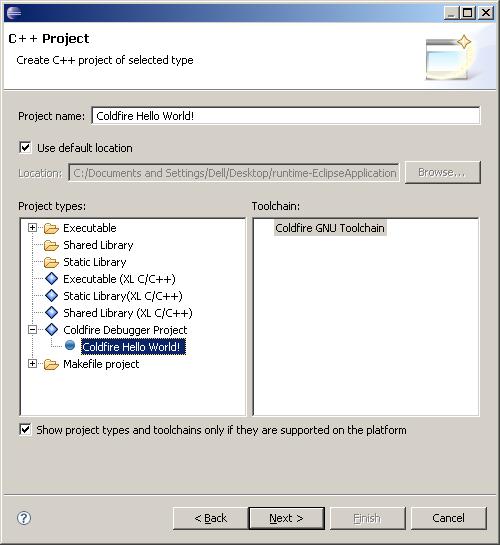 C++ Project
Create C++ project of selected type
Project name: Coldfire Hello World!
Use default location
Location: C:/Documents and Settings/Dell/Desktop/runtime-EclipseApplication Browse...
Project types: Toolchain:
Executable Coldfire GNU Toolchain
Shared Library
Static Library
Executable (XL C/C++)
Static Library(XL C/C++)
Shared Library (XL C/C++)
Coldfire Debugger Project
Coldfire Hello World!
Makefile project
Show project types and toolchains only if they are supported on the platform
? < Back Next > Finish Cancel